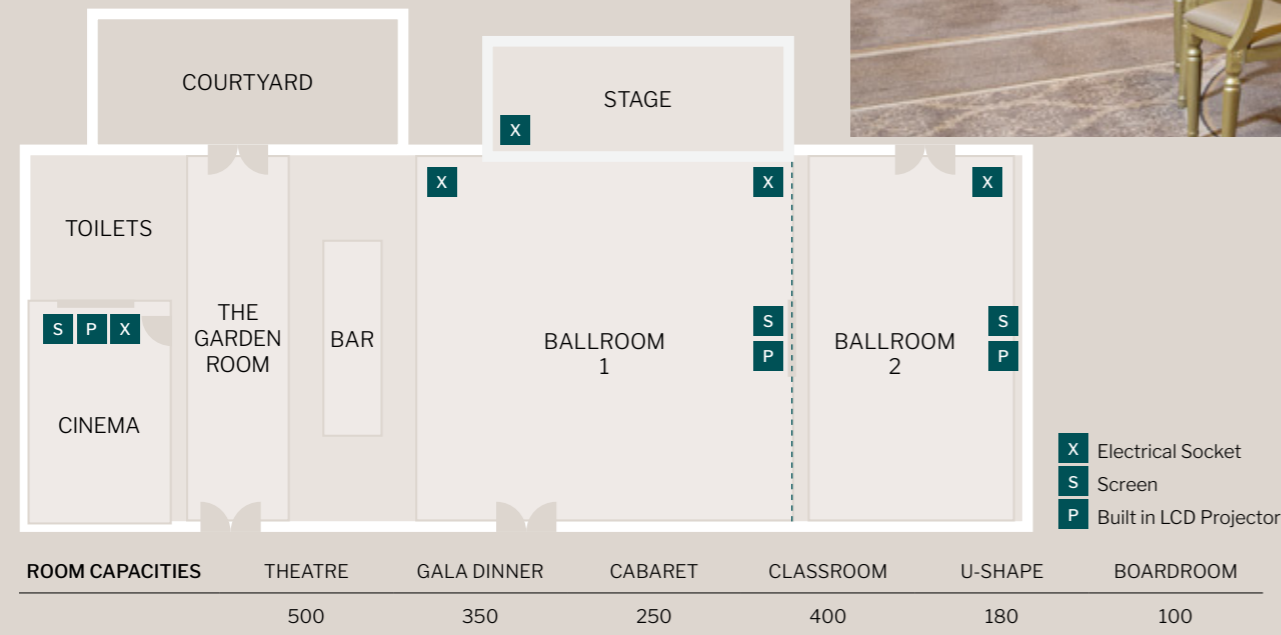 COURTYARD
STAGE
X
X
X
X
TOILETS
THE
GARDEN
ROOM
BAR
S P X
CINEMA
BALLROOM
1
S
P
BALLROOM
2
S
P
X Electrical Socket
S Screen
P Built in LCD Projector
ROOM CAPACITIES THEATRE GALA DINNER CABARET CLASSROOM U-SHAPE BOARDROOM
500 350 250 400 180 100